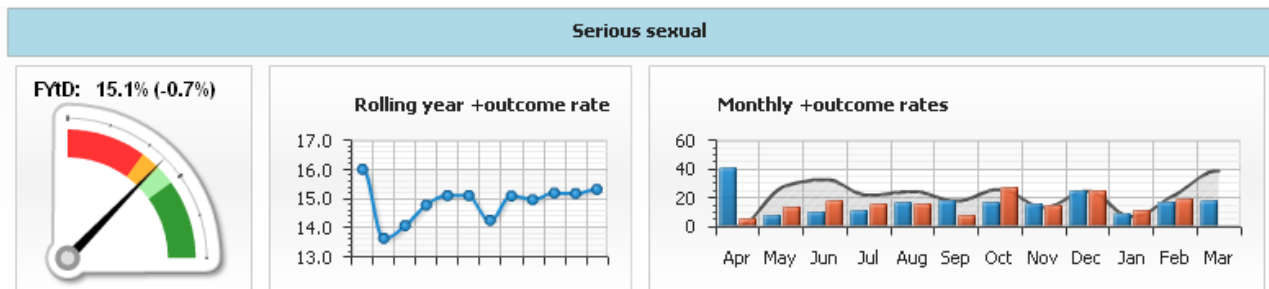 Serious sexual
FYtD: 15.1% (-0.7%)
Rolling year +outcome rate
17.0
16.0
15.0
14.0
13.0
Monthly +outcome rates
60
40
20
0
Apr May Jun Jul Aug Sep Oct Nov Dec Jan Feb Mar